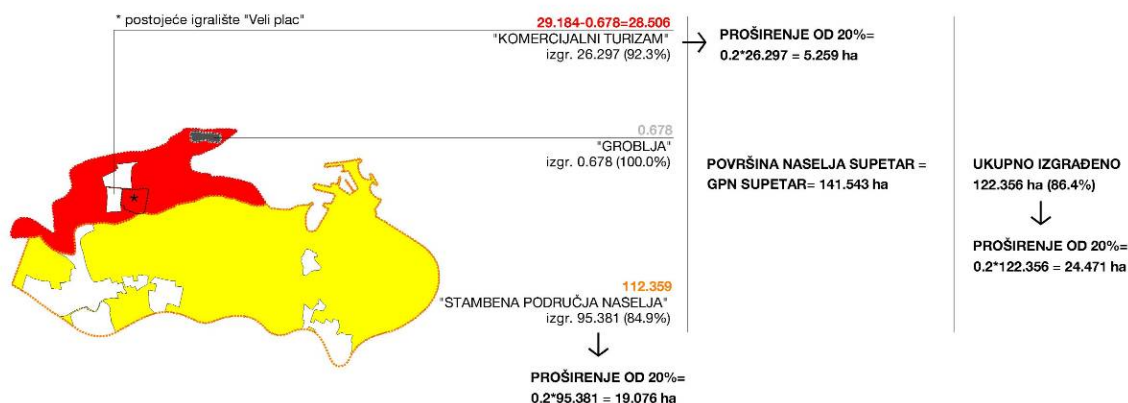 * postojeće igralište "Veli plac"
29.184-0.678=28.506
"KOMERCIJALNI TURIZAM"
izgr. 26.297 (92.3%)
PROŠIRENJE OD 20%=
0.2*26.297 = 5.259 ha
0.678
"GROBLJA"
izgr. 0.678 (100.0%)
POVRŠINA NASELJA SUPETAR =
GPN SUPETAR= 141.543 ha
UKUPNO IZGRAĐENO
122.356 ha (86.4%)
PROŠIRENJE OD 20%=
0.2*122.356 = 24.471 ha
*
112.359
"STAMBENA PODRUČJA NASELJA"
izgr. 95.381 (84.9%)
PROŠIRENJE OD 20%=
0.2*95.381 = 19.076 ha